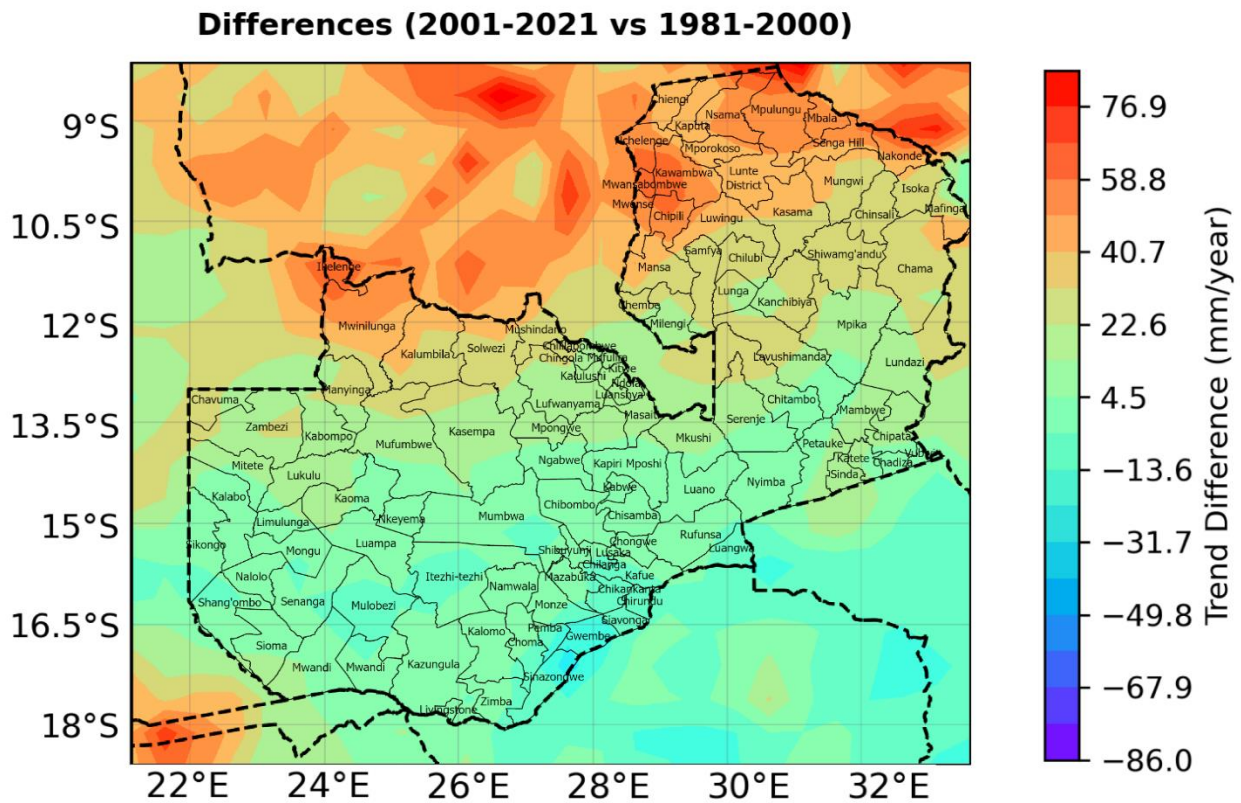 Differences (2001-2021 vs 1981-2000)
9°S
10.5°S
12°S
13.5°S
15°S
16.5°S
18°S
22°E
24°E
26°E
28°E
30°E
32°E
Chiengi
Nsama
Mpulungu
Mbala
Kaputa
Nchelenge
Mporokoso
Senga Hill
Nakonde
Kawambwa
Lunte
District
Mungwi
Isoka
Mwansabombwe
Mwense
Chipili
Luwingu
Kasama
Chinsali
Mafinga
Samfya
Chilubi
Shiwamg'andu
Mansa
Chama
Lunga
Kanchibiya
Chembe
Milengi
Mpika
Ikelenge
Mwinilunga
Kalumbila
Solwezi
Mushindano
Chililabombwe
Chingola
Mufulira
Kitwe
Kalulushi
Ndola
Luanshya
Lavushimanda
Lundazi
Manyinga
Chavuma
Zambezi
Kabompo
Mufumbwe
Kasempa
Lufwanyama
Masaiti
Mpongwe
Chitambo
Serenje
Mkushi
Mambwe
Petauke
Chipata
Katete
Chadiza
Sinda
Mitete
Lukulu
Ngabwe
Kapiri Mposhi
Kalabo
Kaoma
Kabwe
Luano
Nyimba
Chibombo
Limulunga
Nkeyema
Mumbwa
Chisamba
Sikongo
Mongu
Luampa
Shibuyunji
Lusaka
Chongwe
Rufunsa
Luangwa
Chilanga
Nalolo
Itezhi-tezhi
Namwala
Mazabuka
Kafue
Chikankanta
Shang'ombo
Senanga
Mulobezi
Monze
Chirundu
Siavonga
Sioma
Kalomo
Pemba
Choma
Gwembe
Mwandi
Mwandi
Kazungula
Sinazongwe
Livingstone
Zimba
76.9
58.8
40.7
22.6
4.5
−13.6
−31.7
−49.8
−67.9
−86.0
Trend Difference (mm/year)